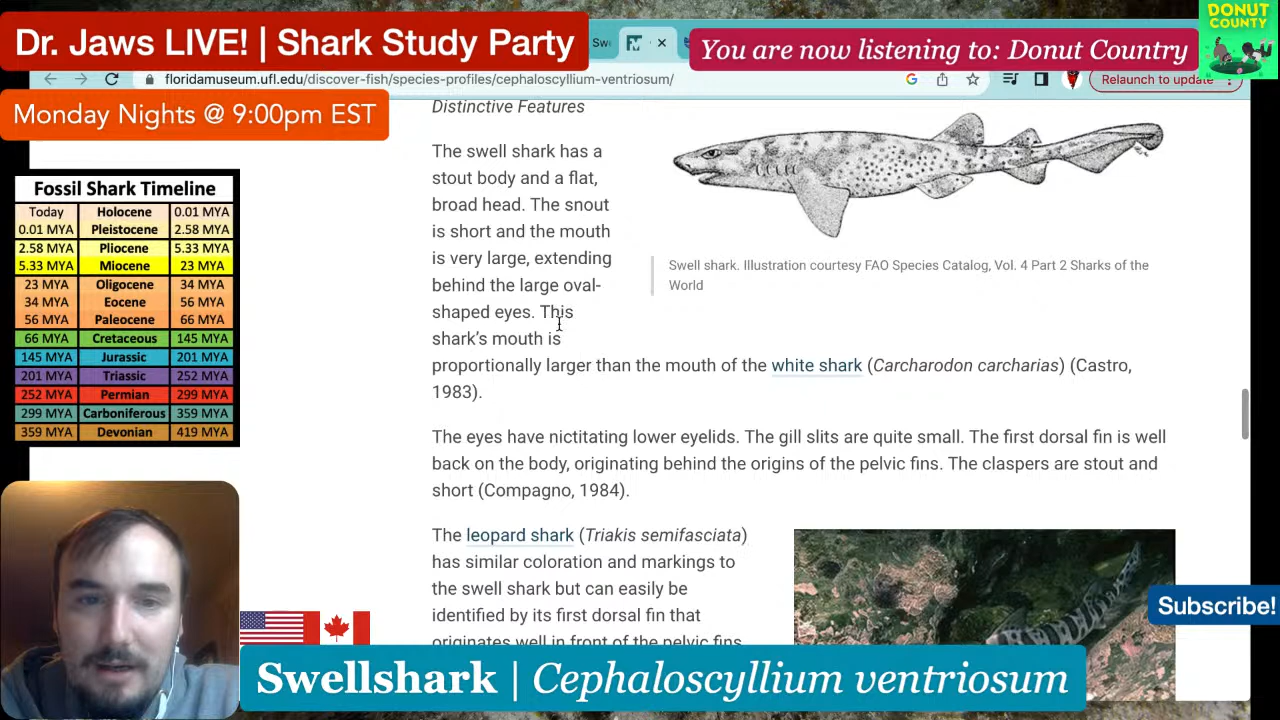 Dr. Jaws LIVE! | Shark Study Party
Swe
You are now listening to: Donut Country
DONUT
COUNTY
floridamuseum.ufl.edu/discover-fish/species-profiles/cephaloscyllium-ventriosum/
Relaunch to update
Monday Nights @ 9:00pm EST
Fossil Shark Timeline
Today Holocene 0.01 MYA
0.01 MYA Pleistocene 2.58 MYA
2.58 MYA Pliocene 5.33 MYA
5.33 MYA Miocene 23 MYA
23 MYA Oligocene 34 MYA
34 MYA Eocene 56 MYA
56 MYA Paleocene 66 MYA
66 MYA Cretaceous 145 MYA
145 MYA Jurassic 201 MYA
201 MYA Triassic 252 MYA
252 MYA Permian 299 MYA
299 MYA Carboniferous 359 MYA
359 MYA Devonian 419 MYA
Distinctive Features
The swell shark has a
stout body and a flat,
broad head. The snout
is short and the mouth
is very large, extending
behind the large oval-
shaped eyes. This
shark's mouth is
proportionally larger than the mouth of the white shark (Carcharodon carcharias) (Castro,
1983).
Swell shark. Illustration courtesy FAO Species Catalog, Vol. 4 Part 2 Sharks of the
World
The eyes have nictitating lower eyelids. The gill slits are quite small. The first dorsal fin is well
back on the body, originating behind the origins of the pelvic fins. The claspers are stout and
short (Compagno, 1984).
The leopard shark (Triakis semifasciata)
has similar coloration and markings to
the swell shark but can easily be
identified by its first dorsal fin that
originates well in front of the pelvic fins
Subscribe!
Swellshark | Cephaloscyllium ventriosum